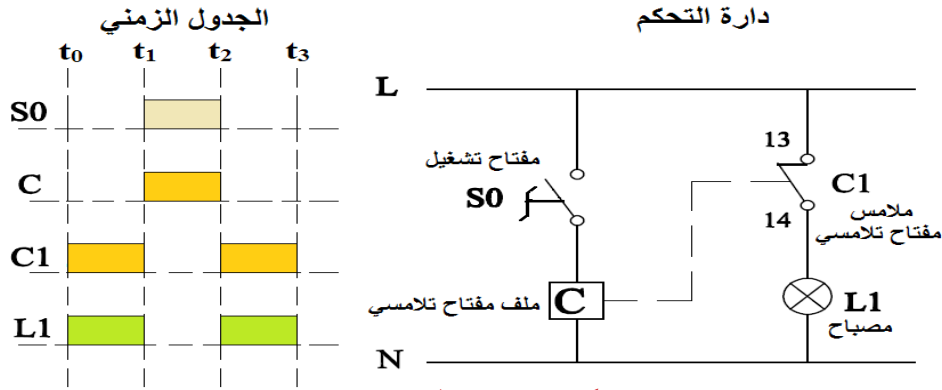 الجدول الزمني
t0 t1 t2 t3
S0
C
C1
L1
دارة التحكم
L
مفتاح تشغيل
S0
13
C1
14
ملامس
مفتاح تلامسي
ملف مفتاح تلامسي
C
L1
مصباح
N